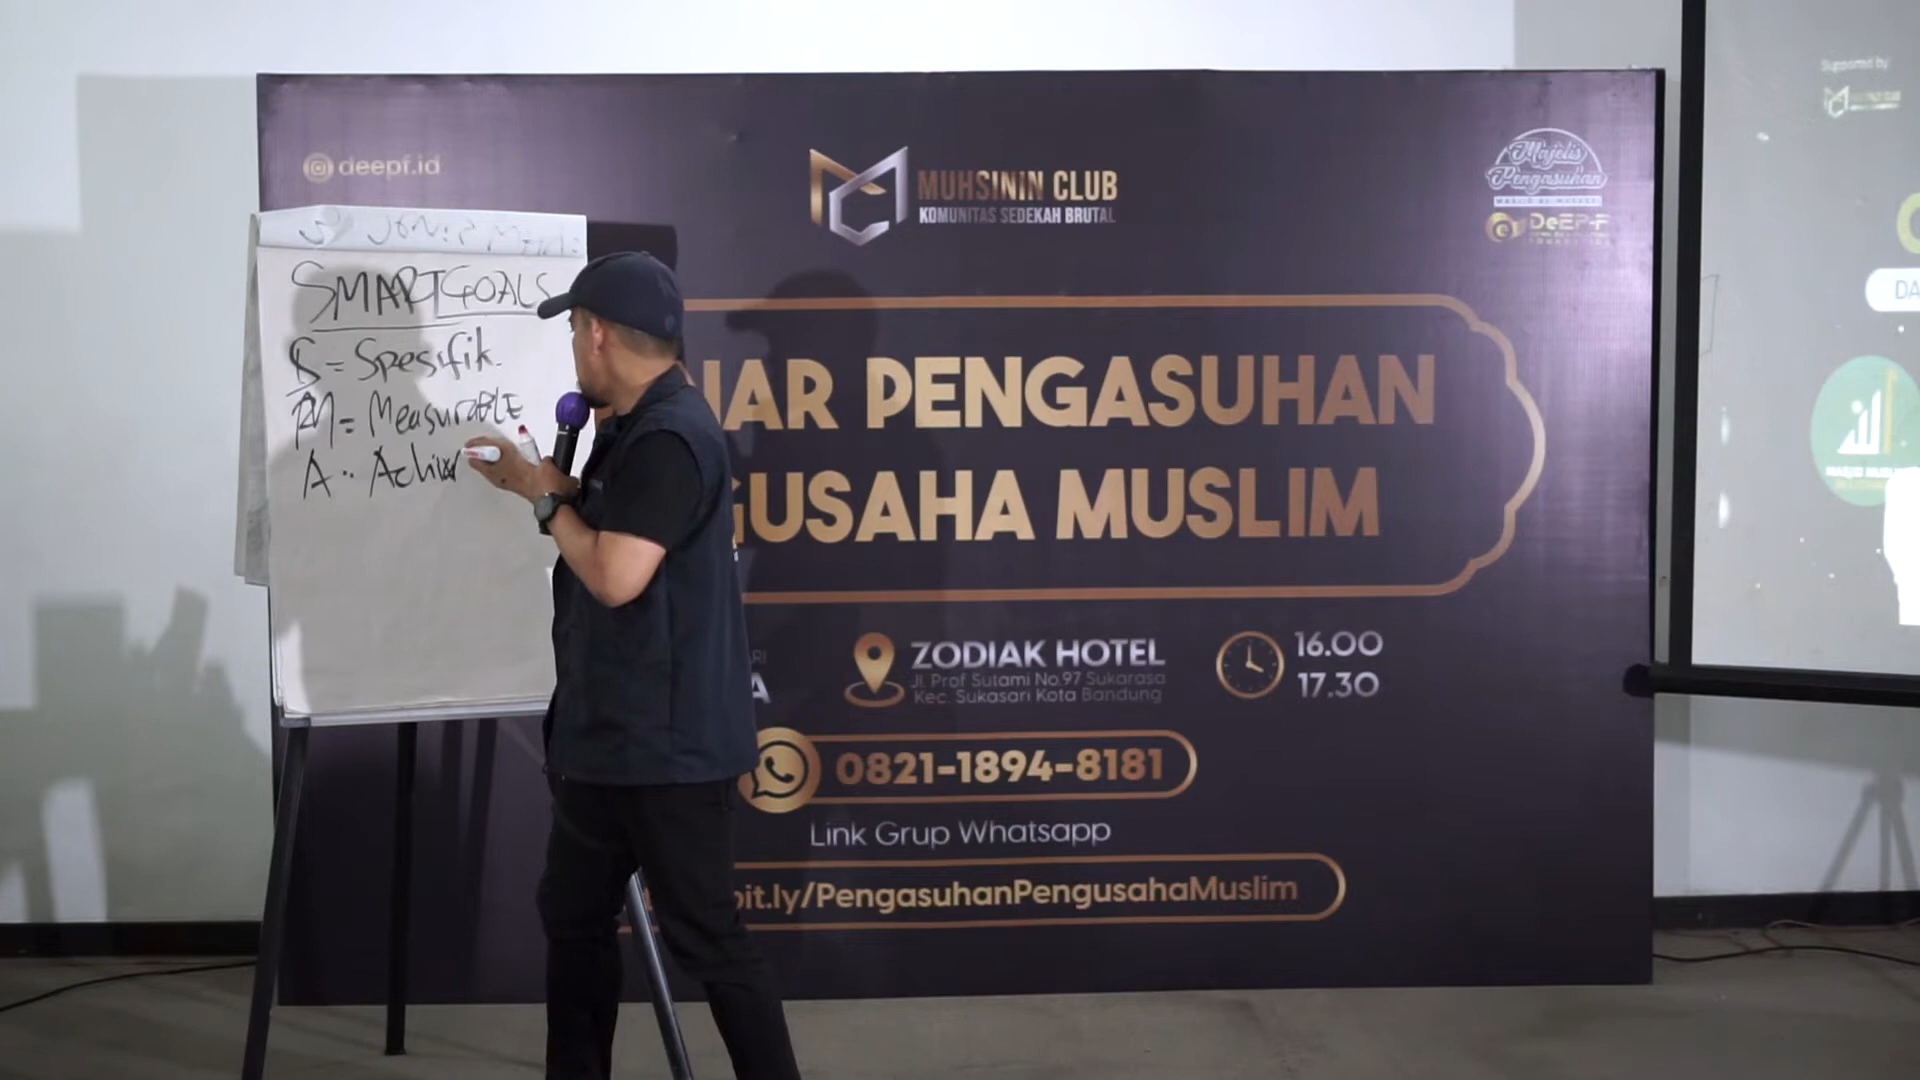 deepf.id
MUHSININ CLUB
KOMUNITAS SEDEKAH BRUTAL
Majelis
Pengasuhan
DeEP-F
Supported by
SMART GOALS
S = Spesifik.
M = Measurable
A
NAR PENGASUHAN
GUSAHA MUSLIM
DA
ZODIAK HOTEL
Jl. Prof Sutami No.97 Sukarasa
Kec. Sukasari Kota Bandung
16.00
17.30
0821-1894-8181
Link Grup Whatsapp
bit.ly/PengasuhanPengusahaMuslim